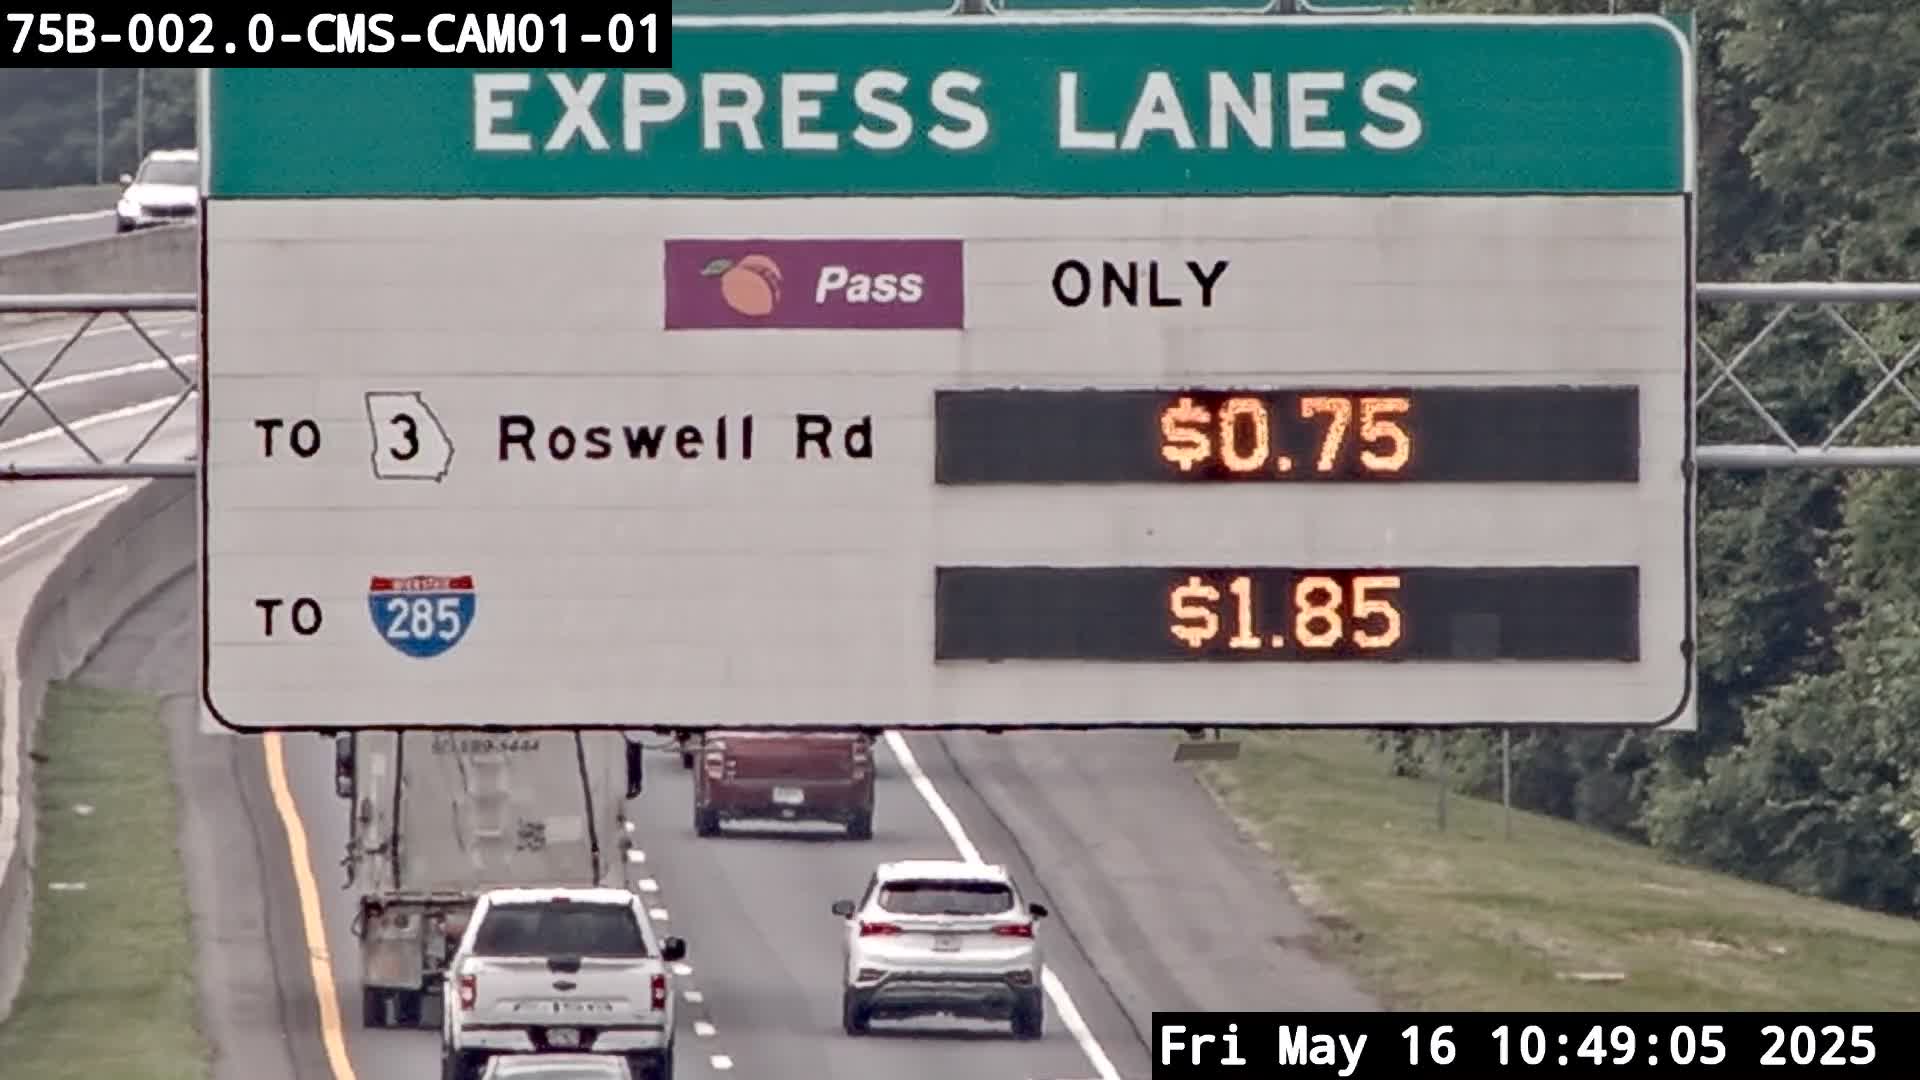 75B-002.0-CMS-CAM01-01
EXPRESS LANES
Pass ONLY
TO 3 Roswell Rd $0.75
TO INTERSTATE 285 $1.85
Fri May 16 10:49:05 2025